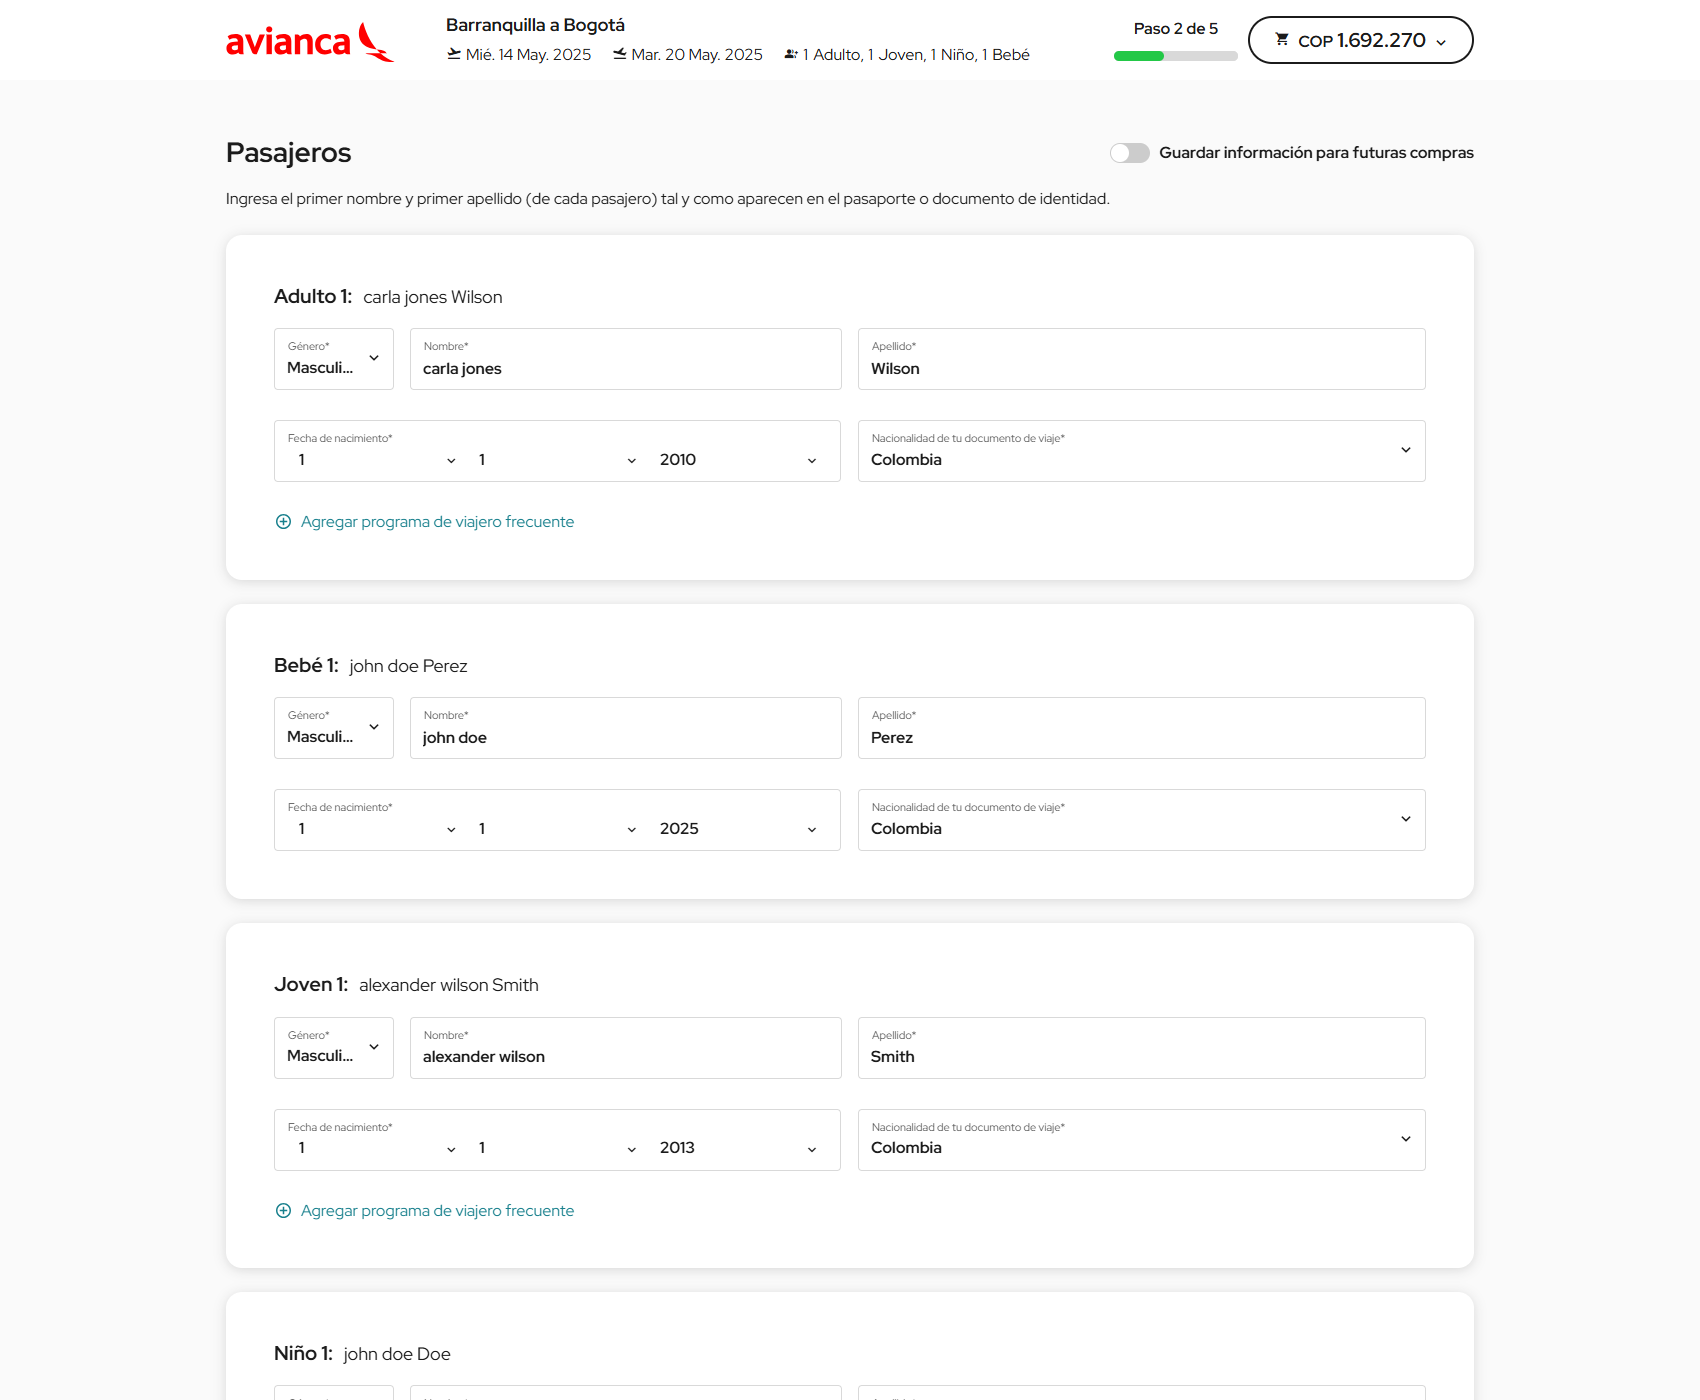 avianca
Barranquilla a Bogotá
Mié. 14 May. 2025 Mar. 20 May. 2025 1 Adulto, 1 Joven, 1 Niño, 1 Bebé
Paso 2 de 5
COP 1.692.270
Pasajeros
Guardar información para futuras compras
Ingresa el primer nombre y primer apellido (de cada pasajero) tal y como aparecen en el pasaporte o documento de identidad.
Adulto 1: carla jones Wilson
Género* Nombre* Apellido*
Masculi... carla jones Wilson
Fecha de nacimiento* Nacionalidad de tu documento de viaje*
1 1 2010 Colombia
Agregar programa de viajero frecuente
Bebé 1: john doe Perez
Género* Nombre* Apellido*
Masculi... john doe Perez
Fecha de nacimiento* Nacionalidad de tu documento de viaje*
1 1 2025 Colombia
Joven 1: alexander wilson Smith
Género* Nombre* Apellido*
Masculi... alexander wilson Smith
Fecha de nacimiento* Nacionalidad de tu documento de viaje*
1 1 2013 Colombia
Agregar programa de viajero frecuente
Niño 1: john doe Doe